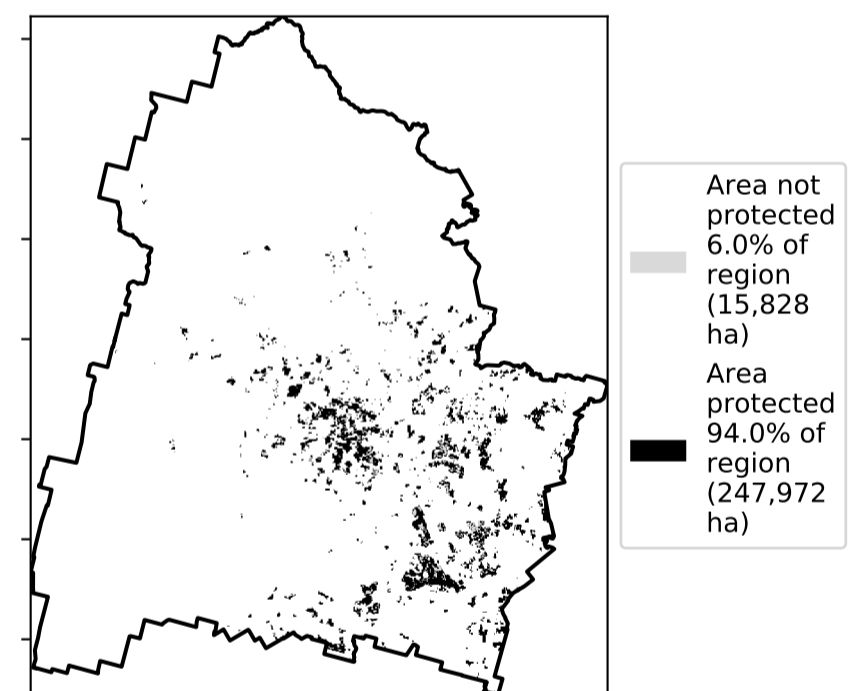 Area not
protected
6.0% of
region
(15,828
ha)
Area
protected
94.0% of
region
(247,972
ha)